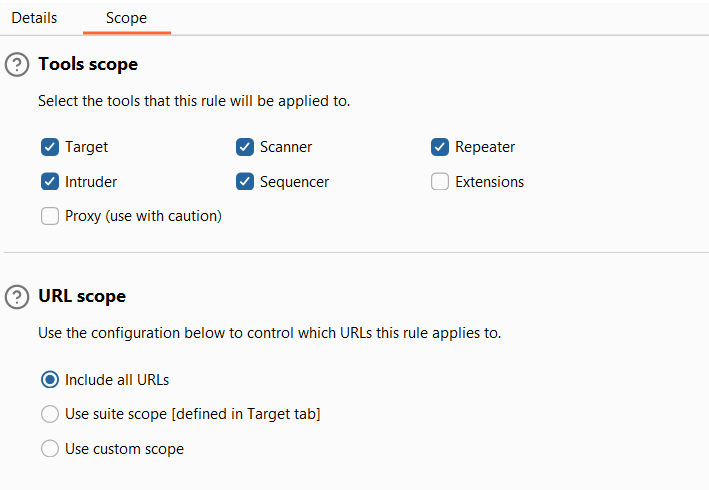 Details Scope
? Tools scope
Select the tools that this rule will be applied to.
Target Scanner Repeater
Intruder Sequencer Extensions
Proxy (use with caution)
? URL scope
Use the configuration below to control which URLs this rule applies to.
Include all URLs
Use suite scope [defined in Target tab]
Use custom scope